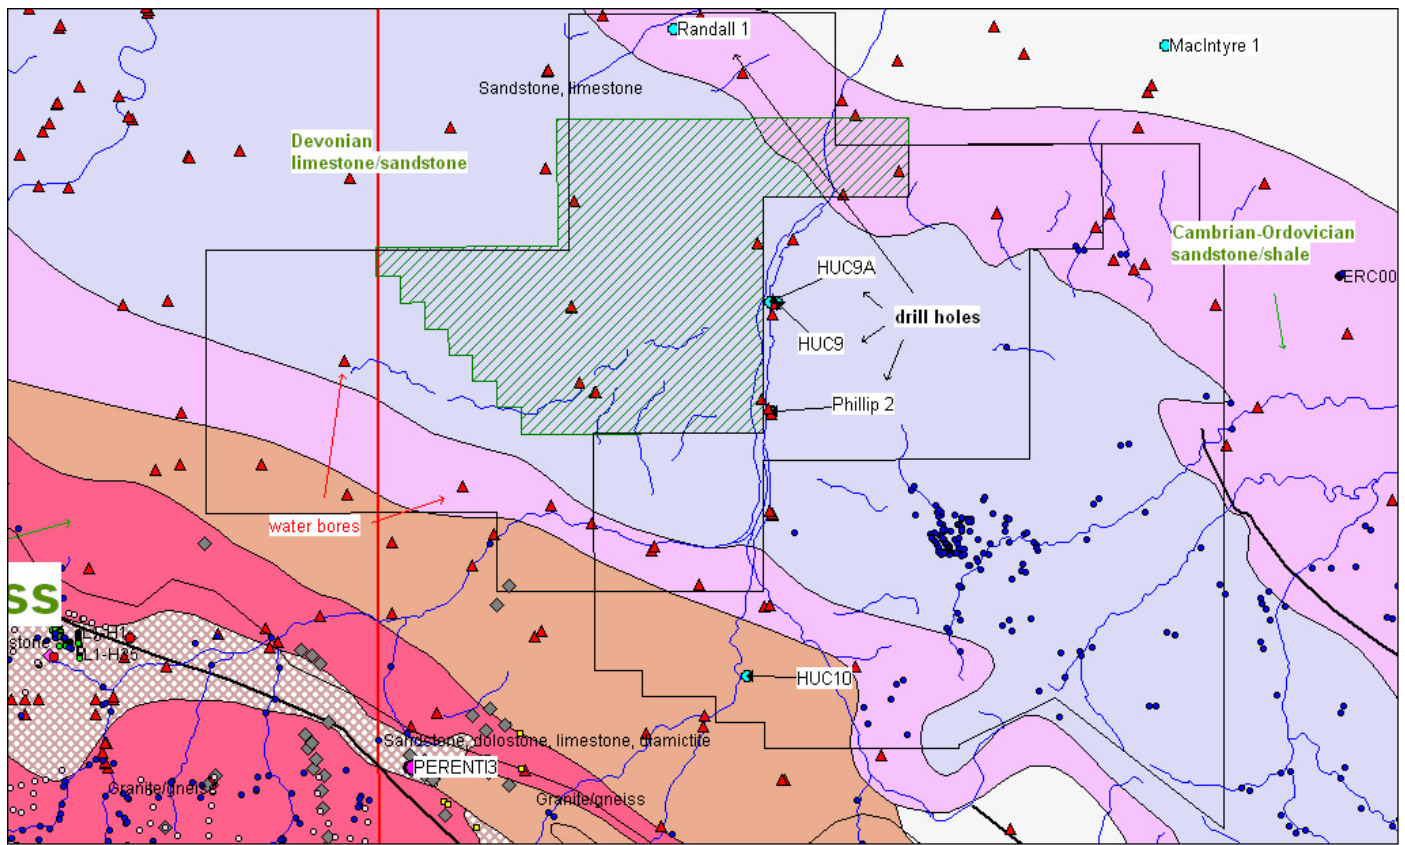 Randall 1
MacIntyre 1
Sandstone, limestone
Devonian
limestone/sandstone
Cambrian-Ordovician
sandstone/shale
HUC9A
ERC00
drill holes
HUC9
Phillip 2
water bores
ss
L1-H1
stone
L1-H35
HUC10
Sandstone, dolostone, limestone, diamictite
PERENTI3
Granite/gneiss
Granite/gneiss